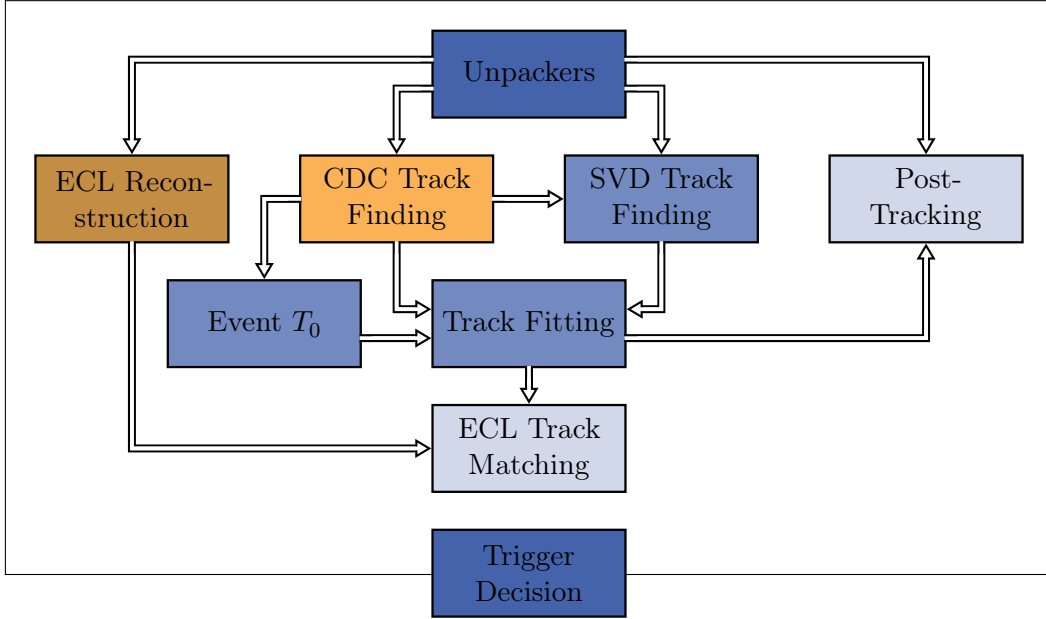 Unpackers
ECL Recon-
struction
CDC Track
Finding
SVD Track
Finding
Post-
Tracking
Event T₀
Track Fitting
ECL Track
Matching
Trigger
Decision